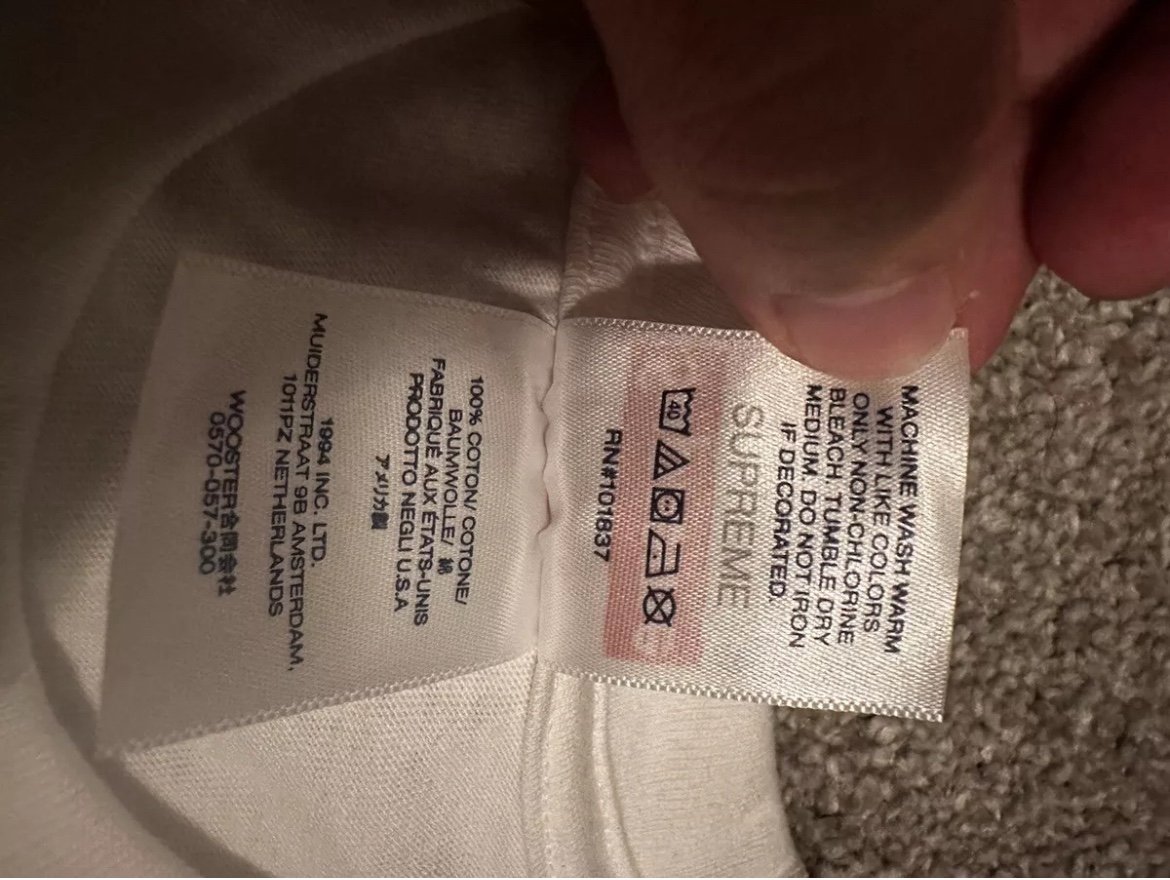 MACHINE WASH WARM
WITH LIKE COLORS
ONLY NON-CHLORINE
BLEACH. TUMBLE DRY
MEDIUM. DO NOT IRON
IF DECORATED.
SUPREME
40
RN#101837
100% COTON/ COTONE/
BAUMWOLLE/ 綿
FABRIQUÉ AUX ÉTATS-UNIS
PRODOTTO NEGLI U.S.A
アメリカ製
1994 INC. LTD.
MUIDERSTRAAT 9B AMSTERDAM,
1011PZ NETHERLANDS
WOOSTER合同会社
0570-057-300